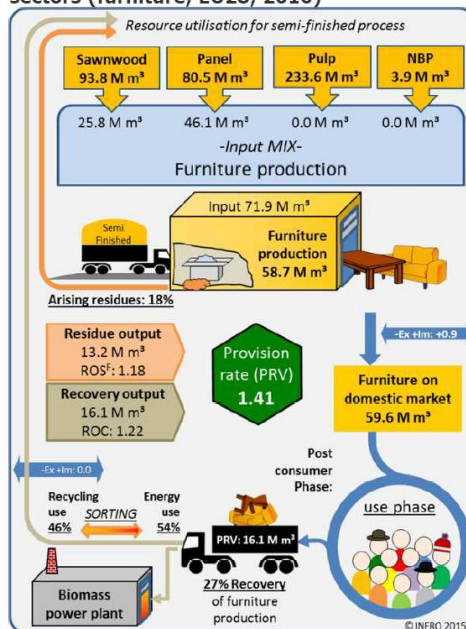 sectors (furniture/ EU28/ 2010)
Resource utilisation for semi-finished process
Sawnwood
93.8 M m³
Panel
80.5 M m³
Pulp
233.6 M m³
NBP
3.9 M m³
25.8 M m³
46.1 M m³
0.0 M m³
0.0 M m³
-Input MIX-
Furniture production
Input 71.9 M m³
Semi
Finished
Furniture
production
58.7 M m³
Arising residues: 18%
-Ex +Im: +0.9
Residue output
13.2 M m³
ROSF: 1.18
Recovery output
16.1 M m³
ROC: 1.22
Provision
rate (PRV)
1.41
Furniture on
domestic market
59.6 M m³
-Ex +Im: 0.0
Post
consumer
Phase:
use phase
Recycling
use
46%
SORTING
Energy
use
54%
PRV: 16.1 M m³
27% Recovery
of furniture
production
Biomass
power plant
© INFRO 2015